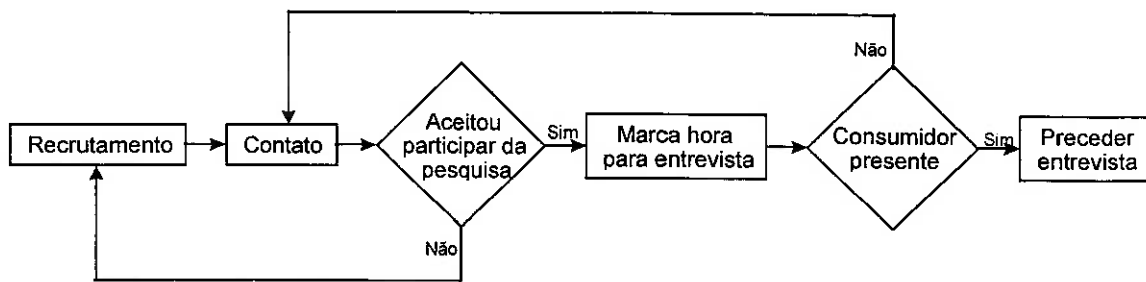 Não
Recrutamento
Contato
Aceitou
participar da
pesquisa
Sim
Marca hora
para entrevista
Consumidor
presente
Sim
Preceder
entrevista
Não